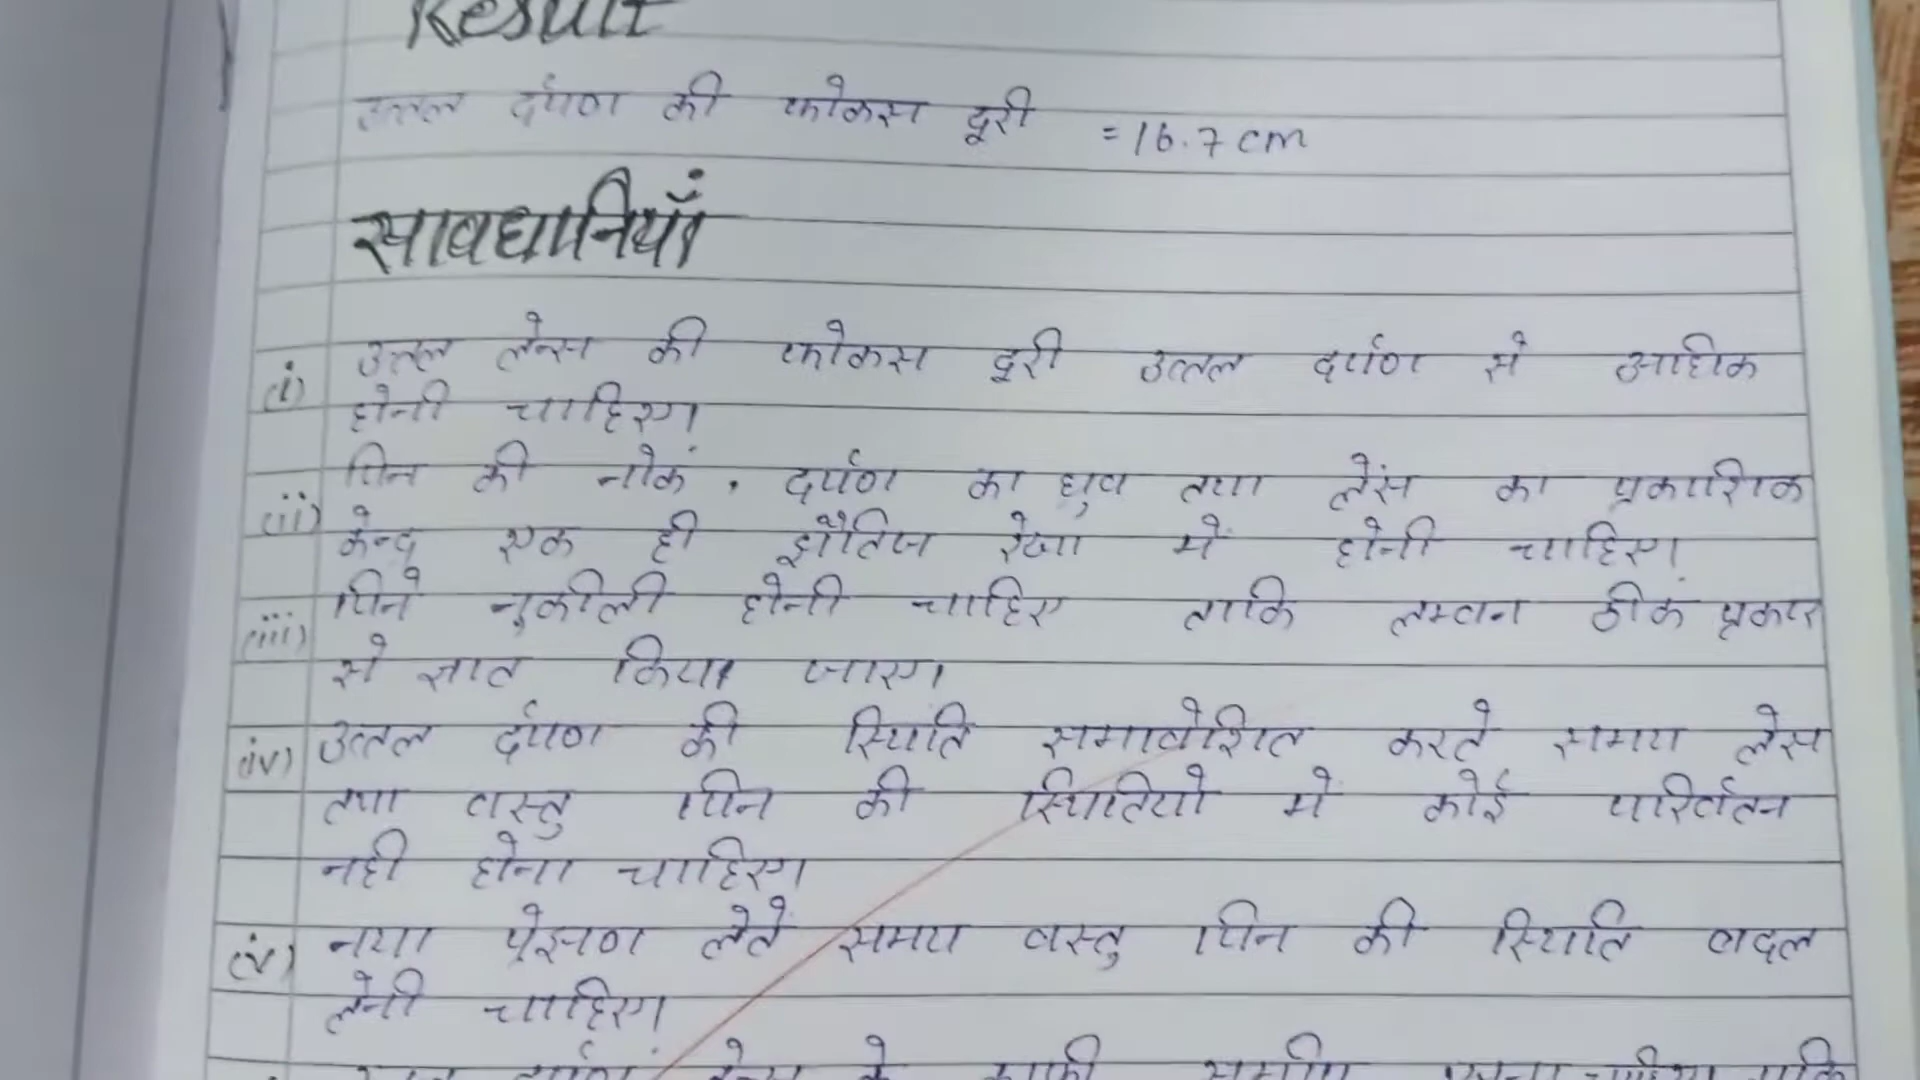 Result
उत्तल दर्पण की फोकस दूरी = 16.7 cm
सावधानियाँ
(i) उत्तल लेन्स की फोकस दूरी उत्तल दर्पण से अधिक
होनी चाहिए।
(ii) पिन की नोकं, दर्पण का ध्रुव तथा लेंस का प्रकाशिक
केन्द्र एक ही क्षैतिज रेखा में होनी चाहिए।
(iii) पिने नुकीली होनी चाहिए ताकि लम्वन ठीक प्रकार
से ज्ञात किया जाए।
(iv) उत्तल दर्पण की स्थिति समावेशित करते समय लेंस
तथा वस्तु पिन की स्थितियो मे कोई परिर्वतन
नही होना चाहिए।
(v) नया प्रेक्षण लेते समय वस्तु पिन की स्थिति बदल
लेनी चाहिए।